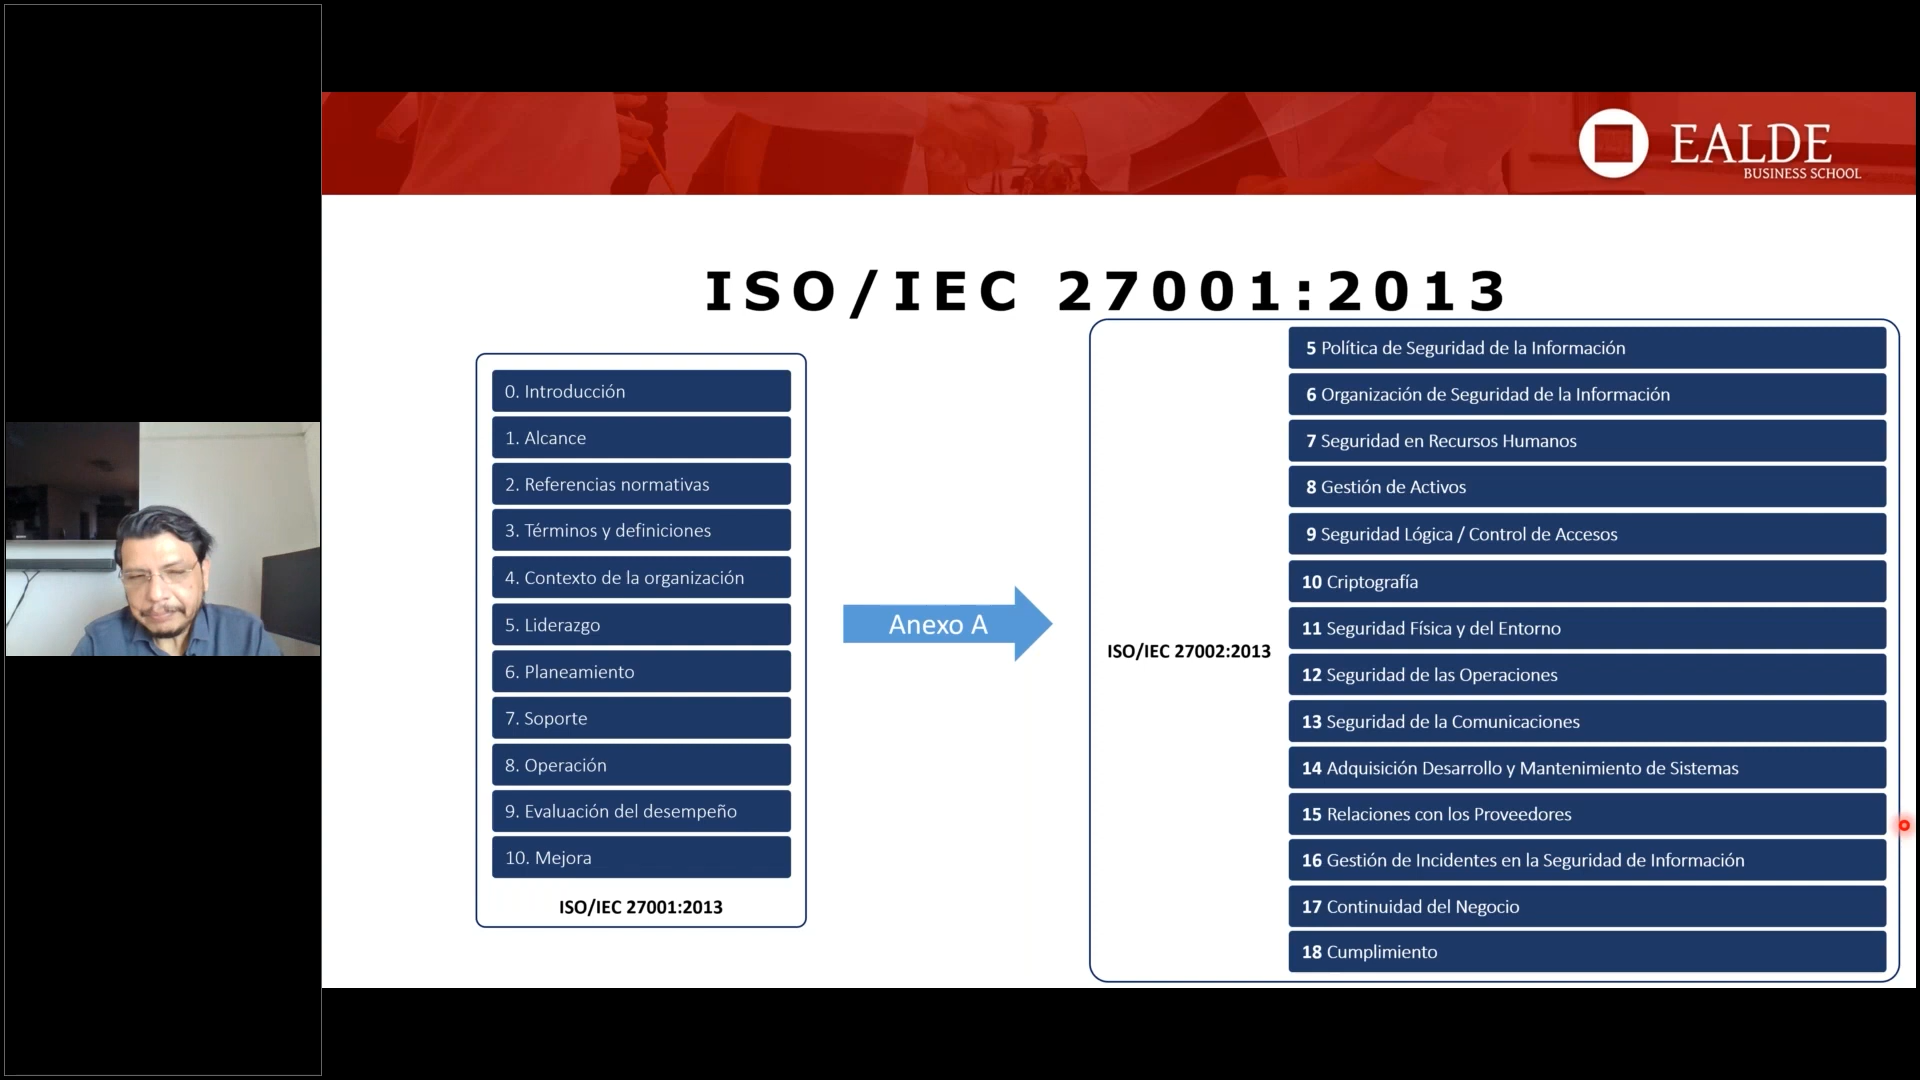 EALDE
BUSINESS SCHOOL
ISO/IEC 27001:2013
0. Introducción
1. Alcance
2. Referencias normativas
3. Términos y definiciones
4. Contexto de la organización
5. Liderazgo
6. Planeamiento
7. Soporte
8. Operación
9. Evaluación del desempeño
10. Mejora
ISO/IEC 27001:2013
Anexo A
ISO/IEC 27002:2013
5 Política de Seguridad de la Información
6 Organización de Seguridad de la Información
7 Seguridad en Recursos Humanos
8 Gestión de Activos
9 Seguridad Lógica / Control de Accesos
10 Criptografía
11 Seguridad Física y del Entorno
12 Seguridad de las Operaciones
13 Seguridad de la Comunicaciones
14 Adquisición Desarrollo y Mantenimiento de Sistemas
15 Relaciones con los Proveedores
16 Gestión de Incidentes en la Seguridad de Información
17 Continuidad del Negocio
18 Cumplimiento